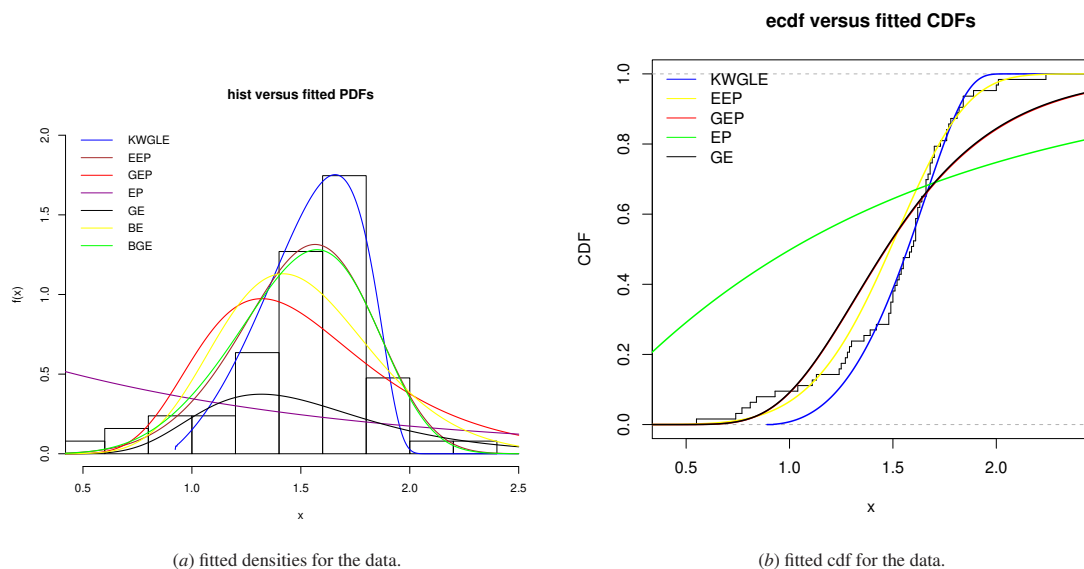 hist versus fitted PDFs
KWGLE
EEP
GEP
EP
GE
BE
BGE
f(x)
2.0
1.5
1.0
0.5
0.0
0.5 1.0 1.5 2.0 2.5
x
(a) fitted densities for the data.
ecdf versus fitted CDFs
KWGLE
EEP
GEP
EP
GE
CDF
1.0
0.8
0.6
0.4
0.2
0.0
0.5 1.0 1.5 2.0
x
(b) fitted cdf for the data.